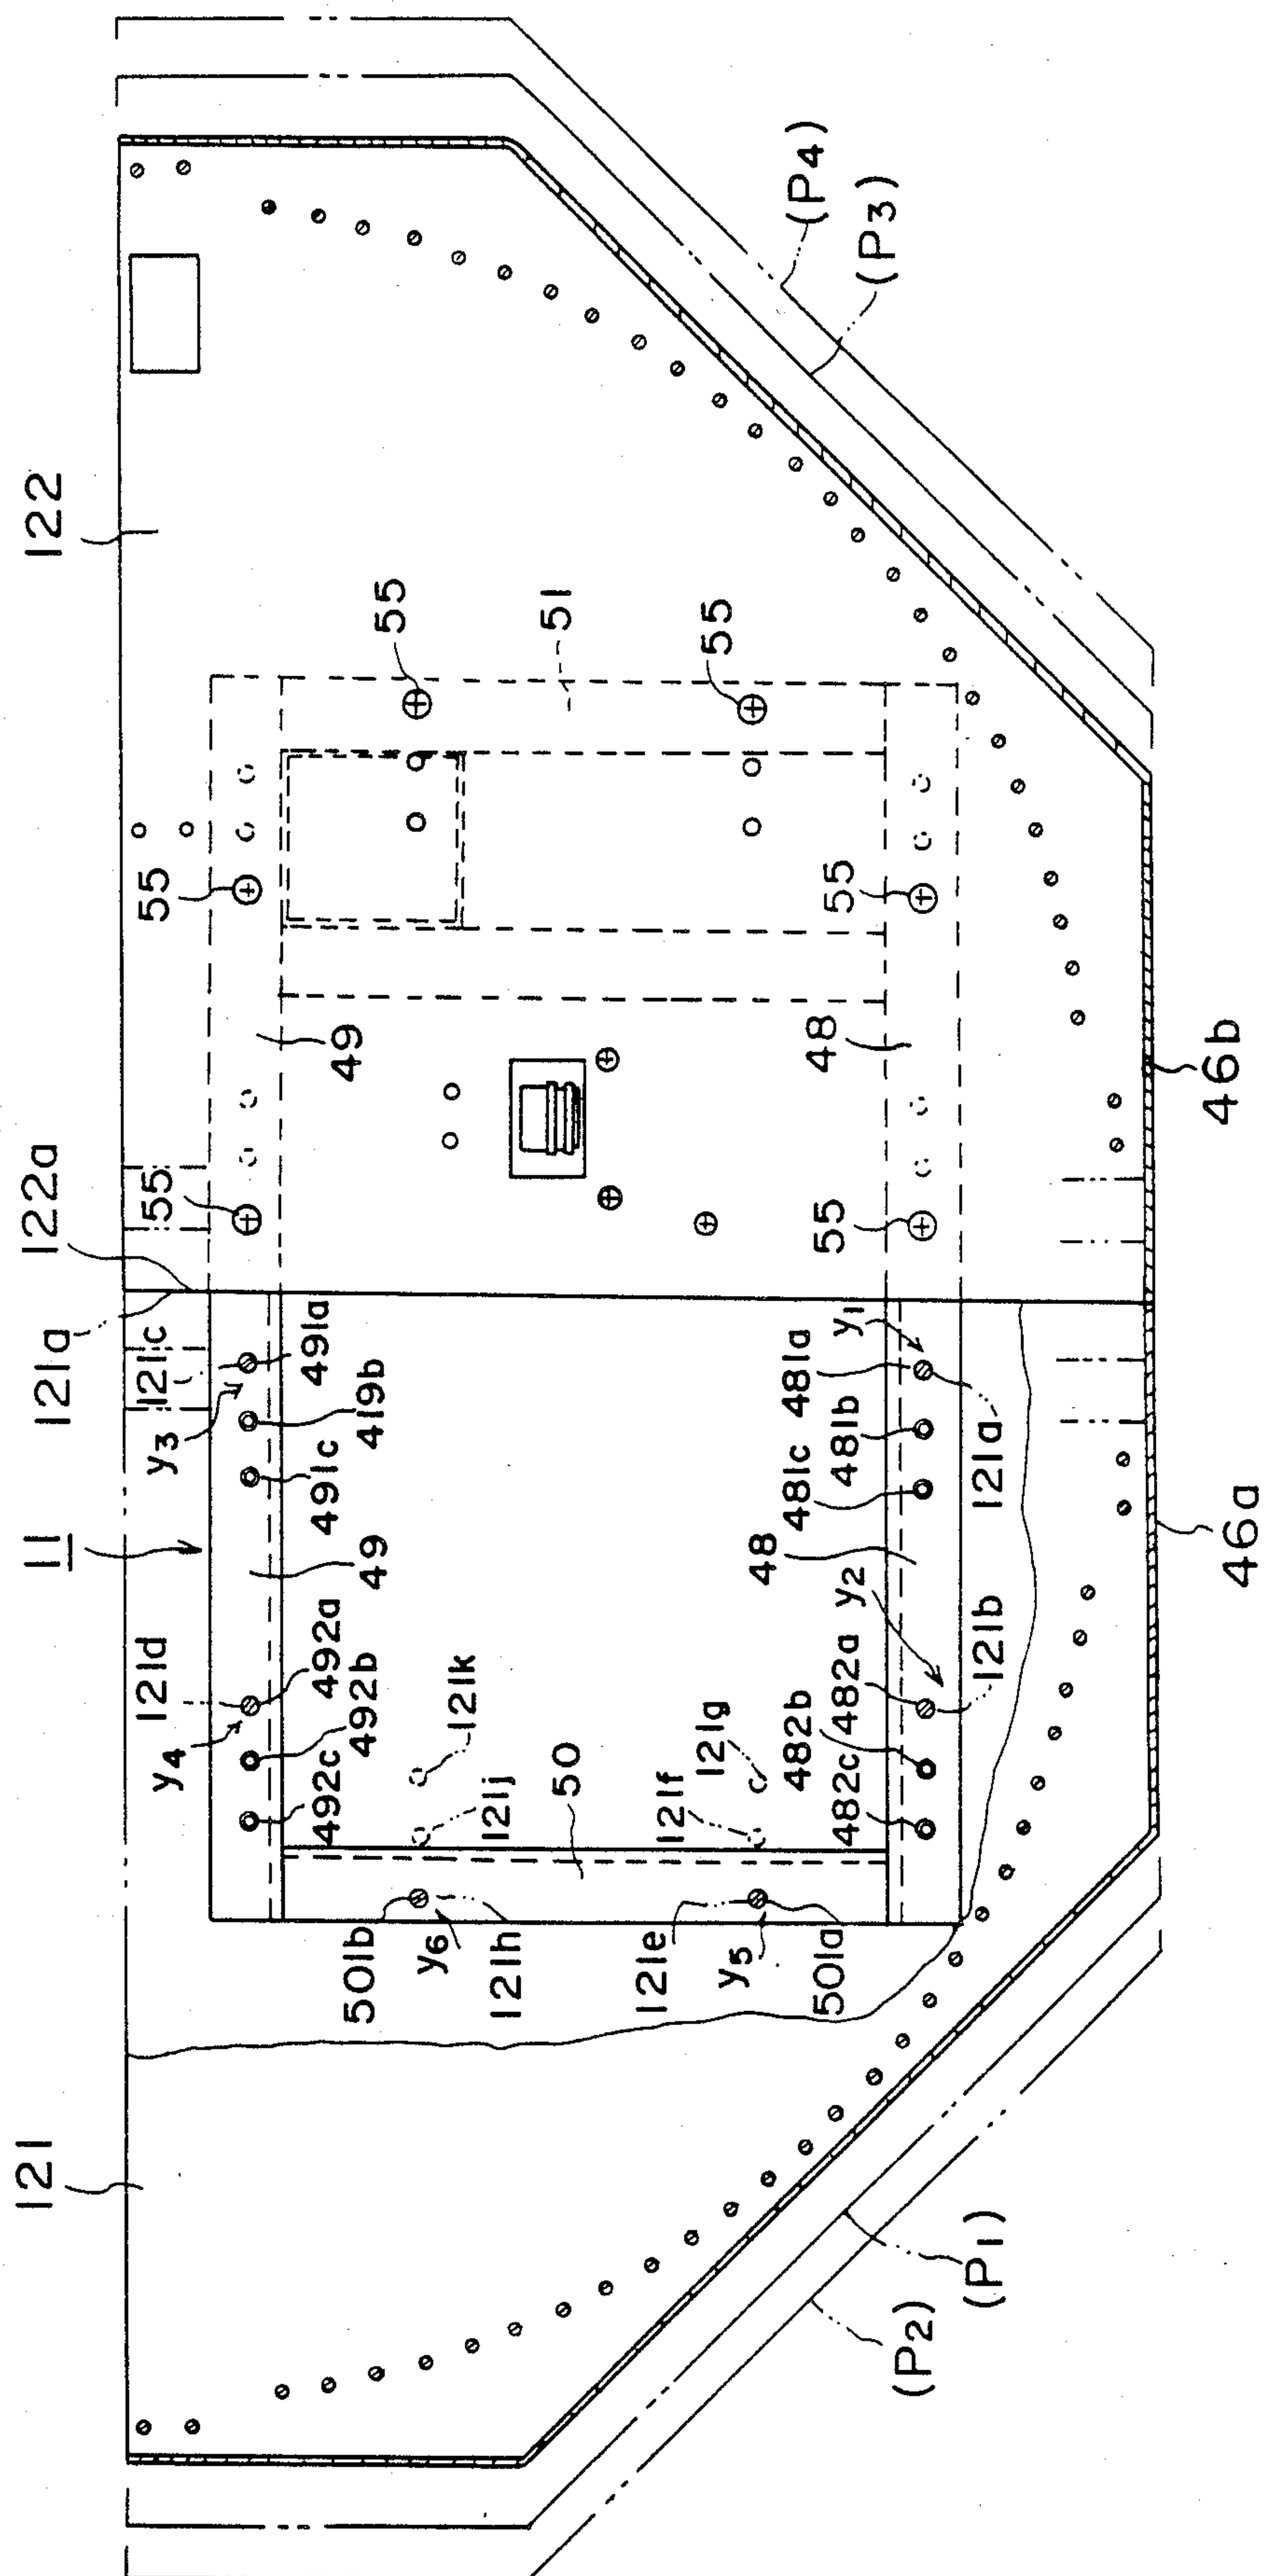 121
122
11
121a
122a
55
55
55
55
55
55
51
49
48
121d
121c
y3
y4
491a
419b
491c
49
492a
492b
492c
121k
121j
50
121g
121f
501b
y6
121h
121e
y5
501a
y1
481a
481b
481c
48
y2
482a
482b
482c
121a
121b
46a
46b
(P1)
(P2)
(P3)
(P4)